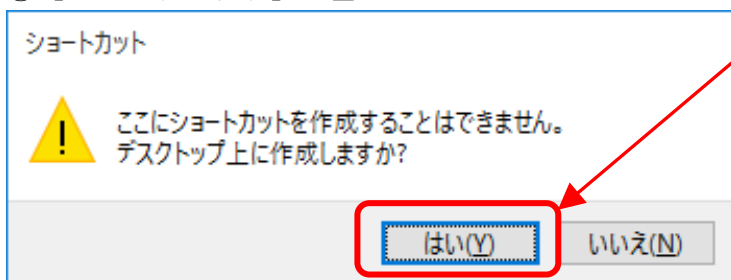 ショートカット
ここにショートカットを作成することはできません。
デスクトップ上に作成しますか?
はい(Y)
いいえ(N)